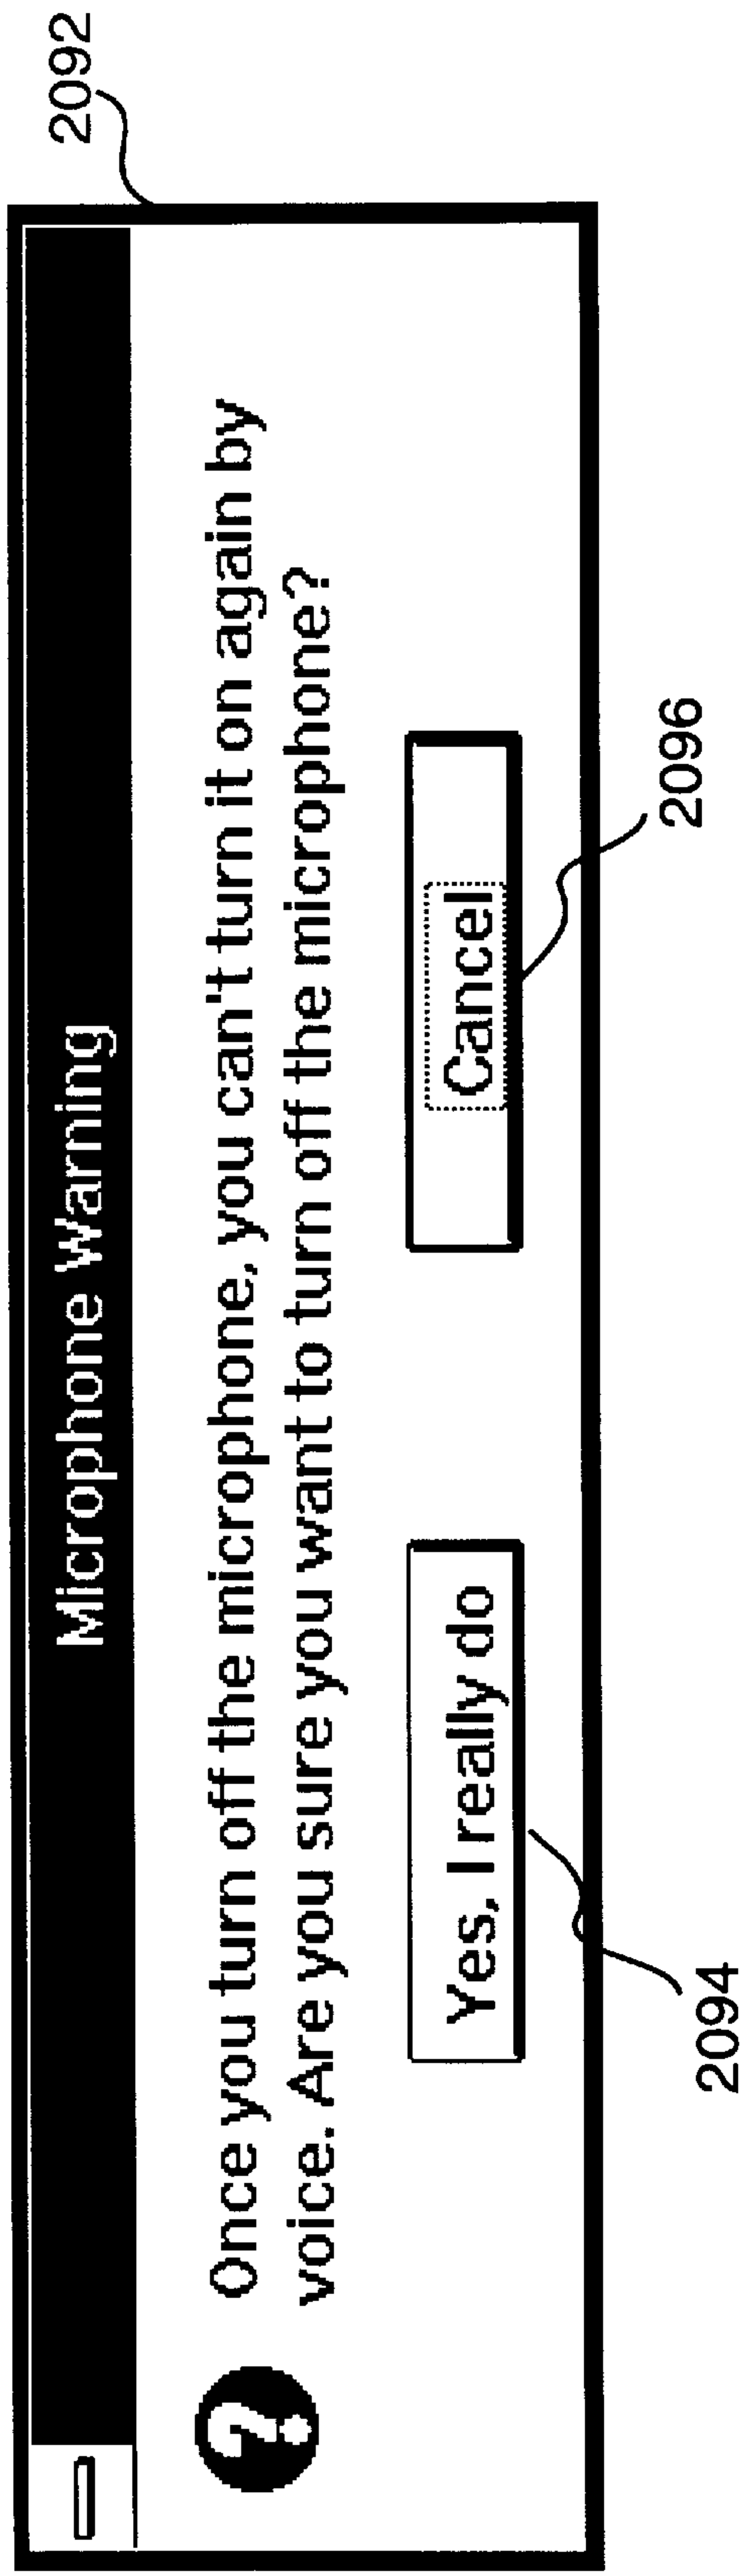 2092
Microphone Warning
? Once you turn off the microphone, you can't turn it on again by
voice. Are you sure you want to turn off the microphone?
Yes, I really do
Cancel
2094
2096